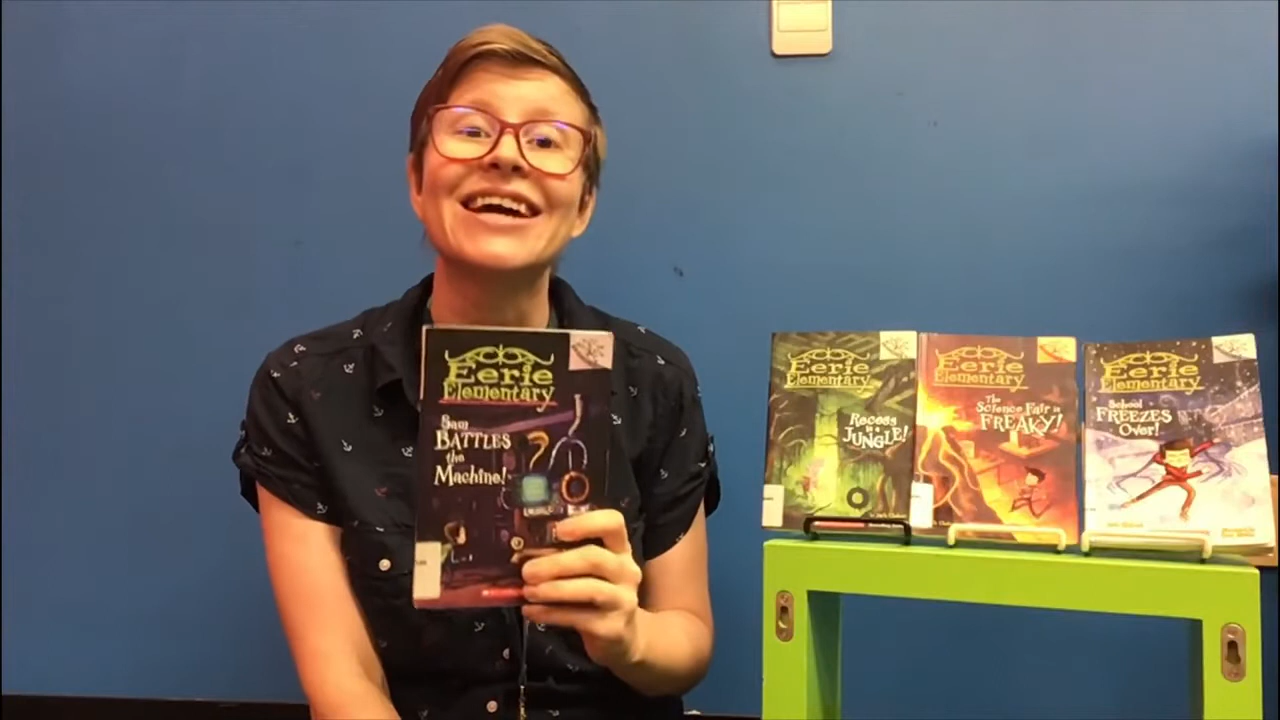 Eerie
Elementary
Sam
BATTLES
the
Machine!
Eerie
Elementary
Recess
is a
JUNGLE!
Eerie
Elementary
The
Science Fair is
FREAKY!
Eerie
Elementary
School
FREEZES
Over!